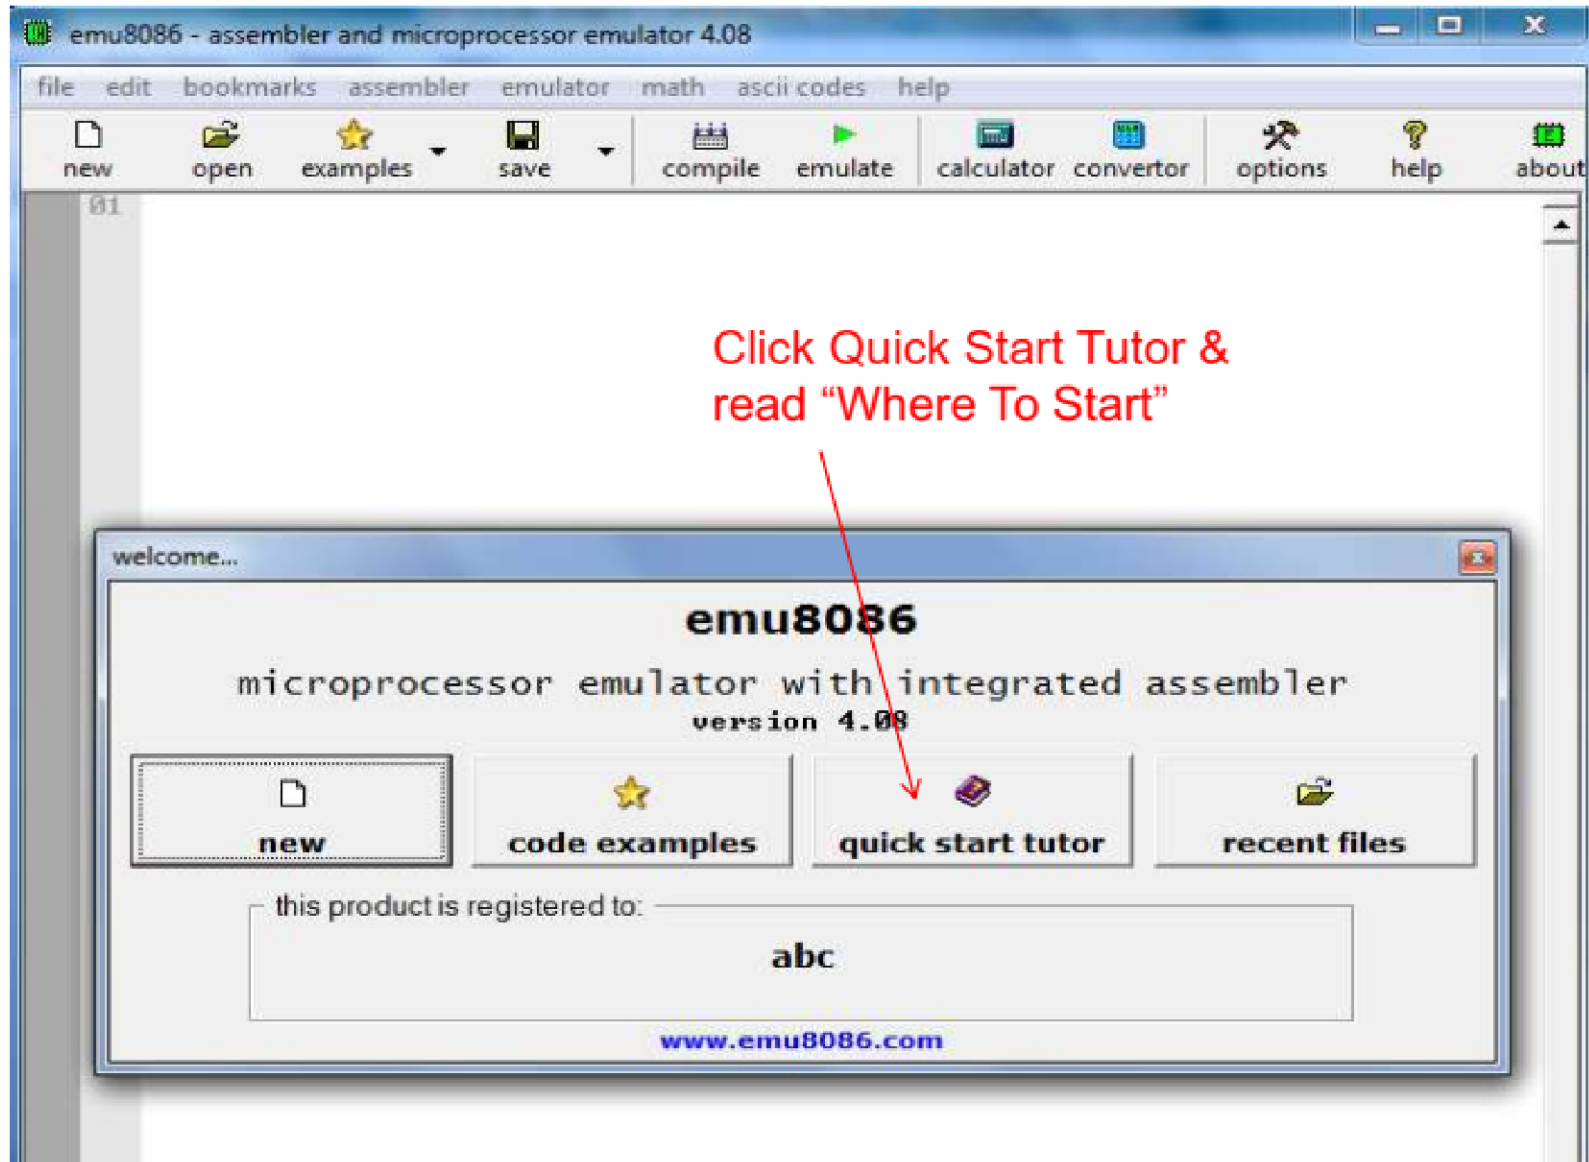 emu8086 - assembler and microprocessor emulator 4.08
file edit bookmarks assembler emulator math ascii codes help
new open examples save compile emulate calculator convertor options help about
01
Click Quick Start Tutor &
read “Where To Start”
welcome...
emu8086
microprocessor emulator with integrated assembler
version 4.08
new code examples quick start tutor recent files
this product is registered to:
abc
www.emu8086.com